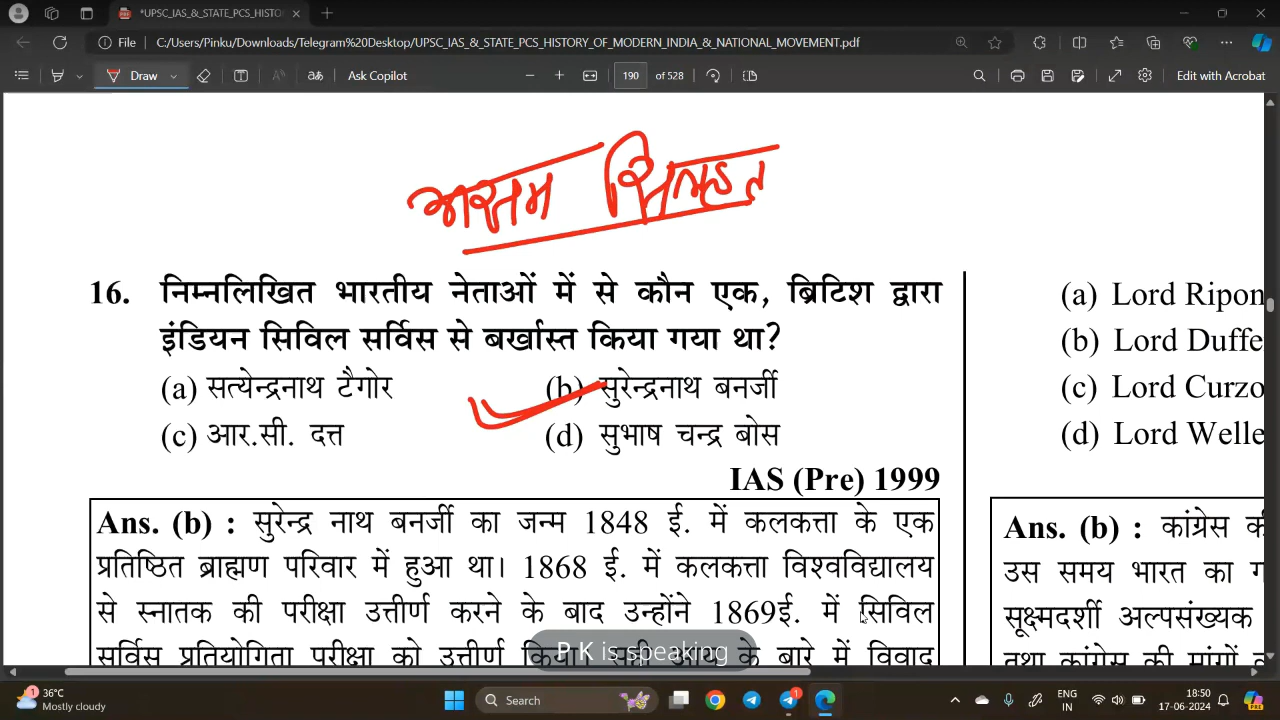 *UPSC_IAS_&_STATE_PCS_HISTO
File C:/Users/Pinku/Downloads/Telegram%20Desktop/UPSC_IAS_&_STATE_PCS_HISTORY_OF_MODERN_INDIA_&_NATIONAL_MOVEMENT.pdf
Draw Ask Copilot 190 of 528 Edit with Acrobat
आसाम सिलहट
16. निम्नलिखित भारतीय नेताओं में से कौन एक, ब्रिटिश द्वारा
इंडियन सिविल सर्विस से बर्खास्त किया गया था?
(a) सत्येन्द्रनाथ टैगोर (b) सुरेन्द्रनाथ बनर्जी
(c) आर.सी. दत्त (d) सुभाष चन्द्र बोस
IAS (Pre) 1999
Ans. (b) : सुरेन्द्र नाथ बनर्जी का जन्म 1848 ई. में कलकत्ता के एक
प्रतिष्ठित ब्राह्मण परिवार में हुआ था। 1868 ई. में कलकत्ता विश्वविद्यालय
से स्नातक की परीक्षा उत्तीर्ण करने के बाद उन्होंने 1869ई. में सिविल
सर्विस प्रतियोगिता परीक्षा को उत्तीर्ण किया। के बारे में विवाद
(a) Lord Ripon
(b) Lord Duffe
(c) Lord Curzo
(d) Lord Welle
Ans. (b) : कांग्रेस की
उस समय भारत का ग
सूक्ष्मदर्शी अल्पसंख्यक
तथा कांग्रेस की मांगों
P K is speaking
1 36°C
Mostly cloudy
Search
ENG
IN
18:50
17-06-2024